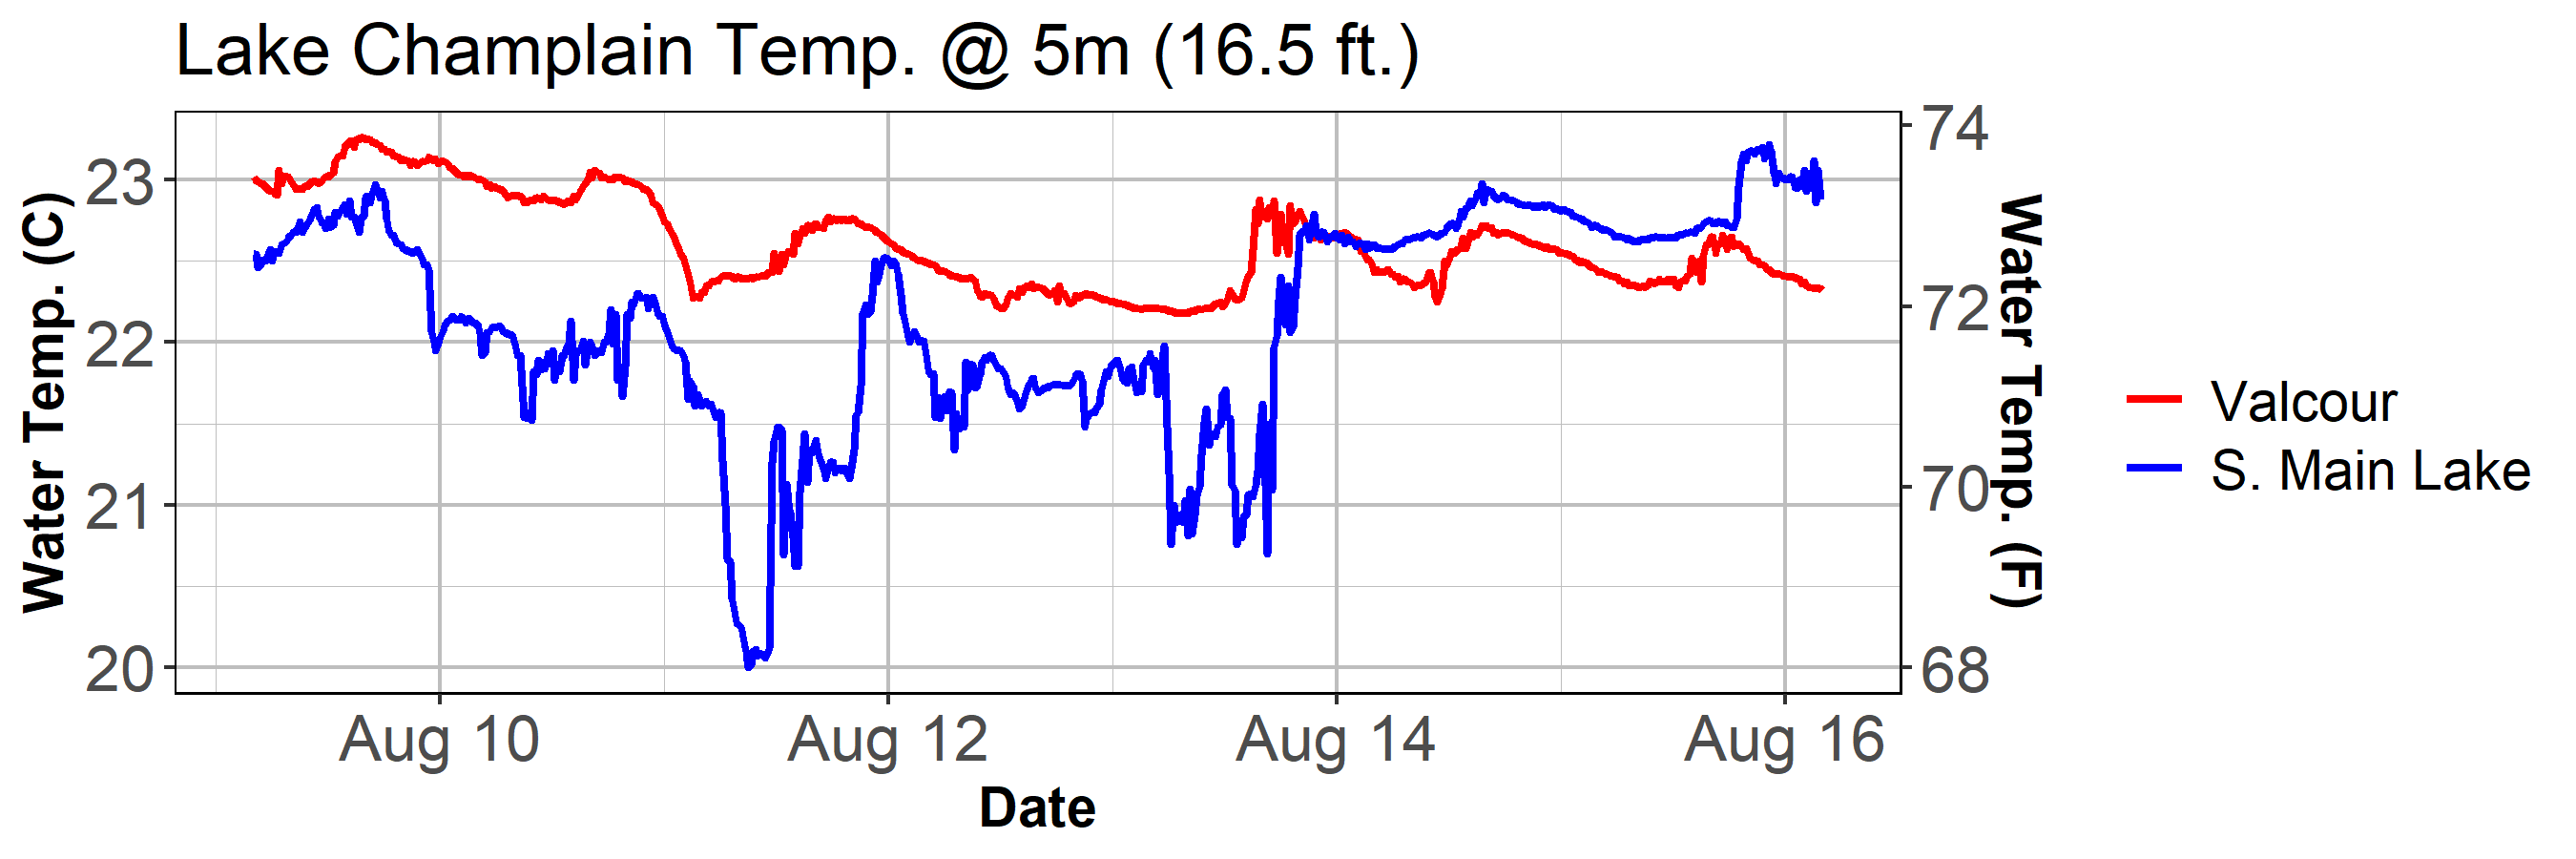 Lake Champlain Temp. @ 5m (16.5 ft.)
Water Temp. (C)
23
22
21
20
74
72
70
68
Water Temp. (F)
Aug 10
Aug 12
Aug 14
Aug 16
Date
Valcour
S. Main Lake